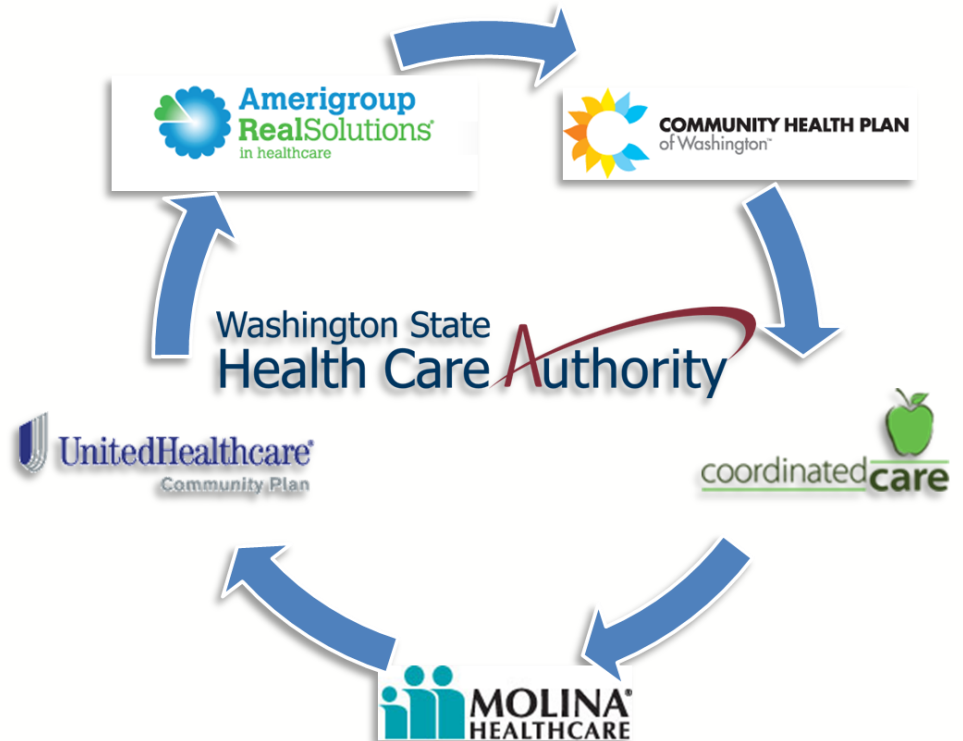 Amerigroup
RealSolutions®
in healthcare
COMMUNITY HEALTH PLAN
of Washington™
Washington State
Health Care Authority
UnitedHealthcare®
Community Plan
coordinatedcare
MOLINA®
HEALTHCARE